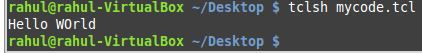 rahul@rahul-VirtualBox ~/Desktop $ tclsh mycode.tcl
Hello WOrld
rahul@rahul-VirtualBox ~/Desktop $